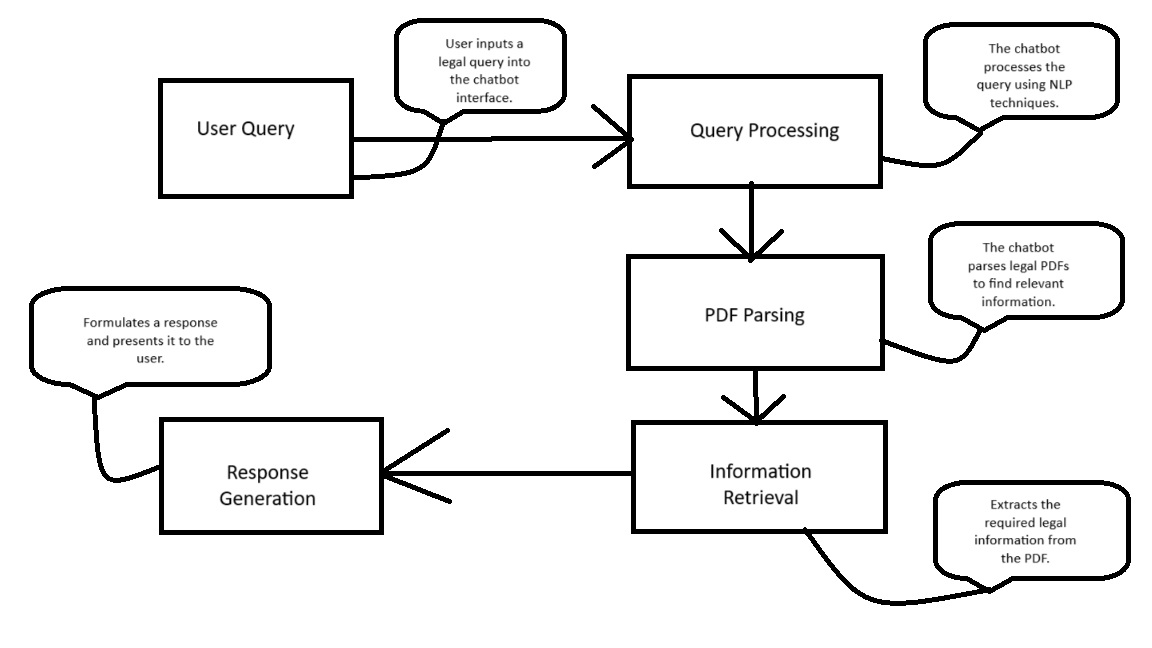 User inputs a
legal query into
the chatbot
interface.
User Query
The chatbot
processes the
query using NLP
techniques.
Query Processing
The chatbot
parses legal PDFs
to find relevant
information.
PDF Parsing
Formulates a response
and presents it to the
user.
Information
Retrieval
Extracts the
required legal
information from
the PDF.
Response
Generation